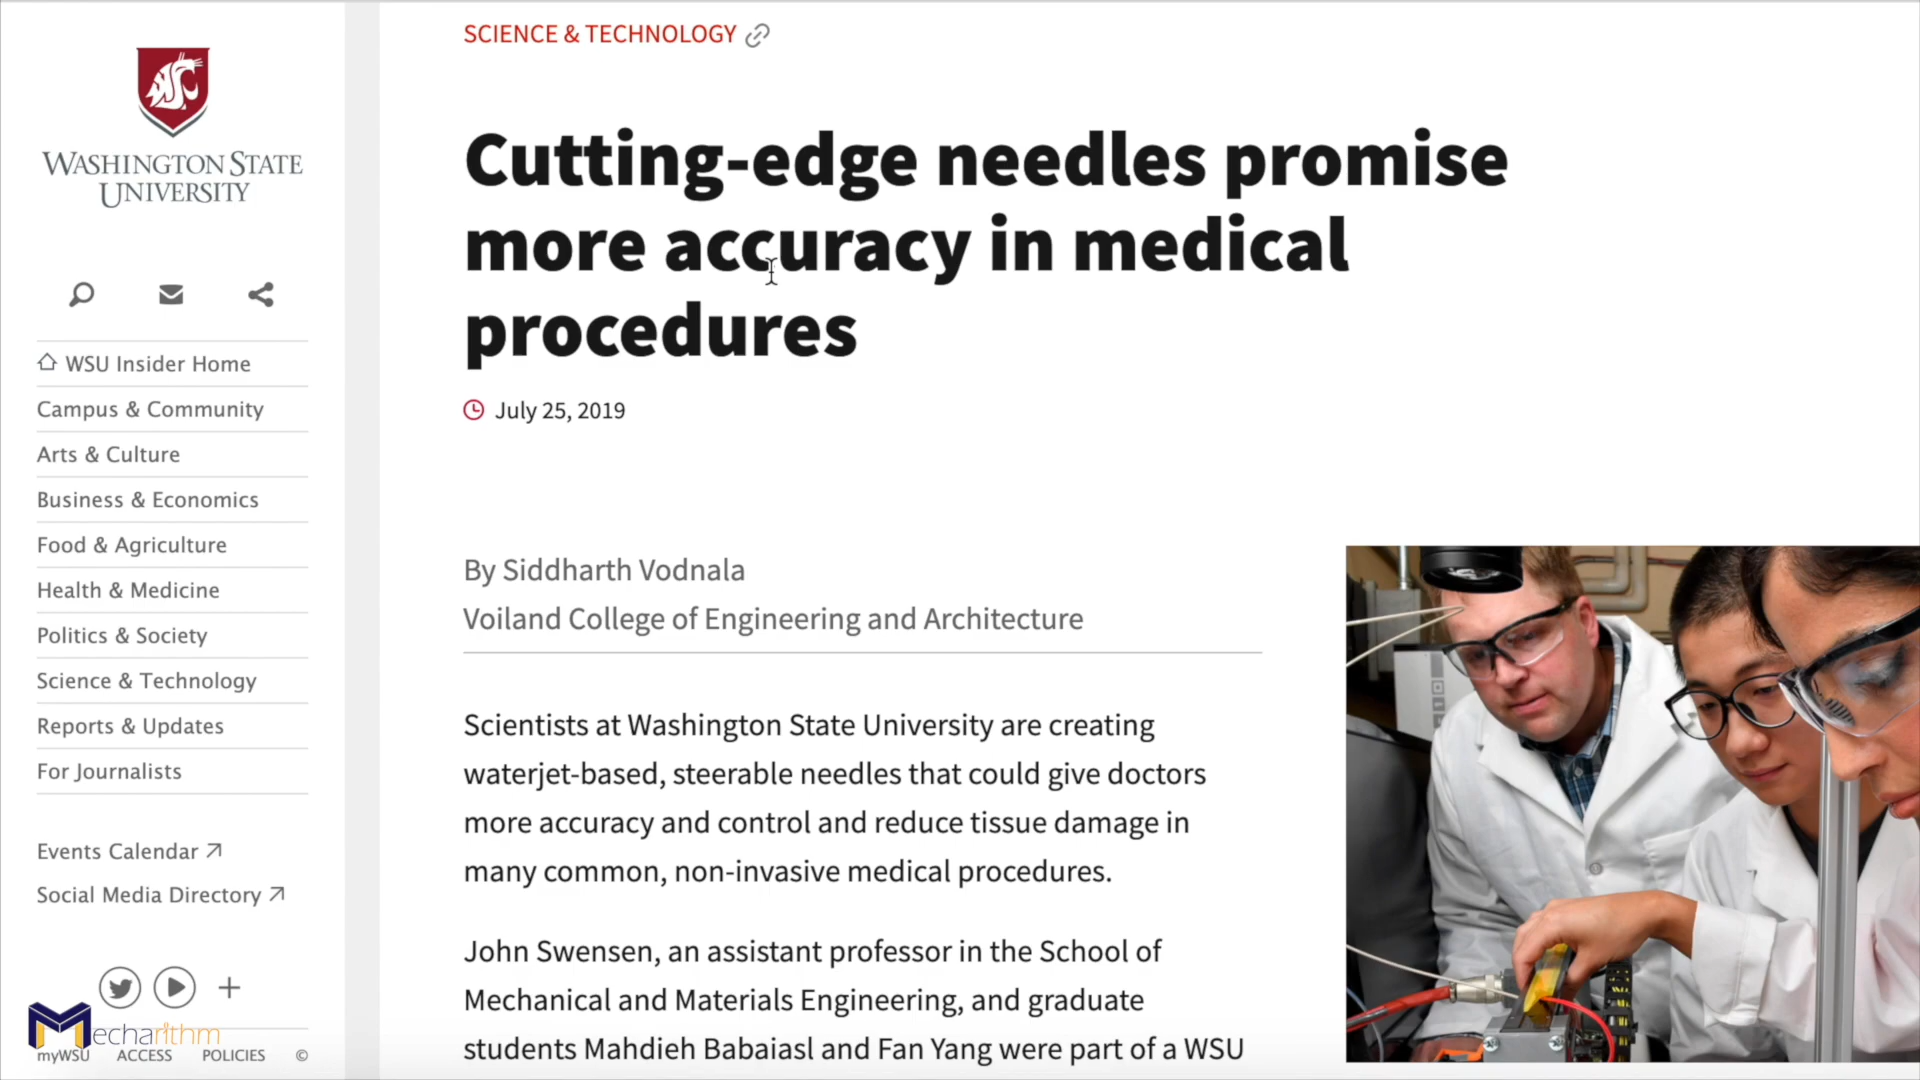 WASHINGTON STATE
UNIVERSITY
WSU Insider Home
Campus & Community
Arts & Culture
Business & Economics
Food & Agriculture
Health & Medicine
Politics & Society
Science & Technology
Reports & Updates
For Journalists
Events Calendar
Social Media Directory
Mecharithm
myWSU ACCESS POLICIES ©
SCIENCE & TECHNOLOGY
Cutting-edge needles promise
more accuracy in medical
procedures
July 25, 2019
By Siddharth Vodnala
Voiland College of Engineering and Architecture
Scientists at Washington State University are creating
waterjet-based, steerable needles that could give doctors
more accuracy and control and reduce tissue damage in
many common, non-invasive medical procedures.
John Swensen, an assistant professor in the School of
Mechanical and Materials Engineering, and graduate
students Mahdieh Babaiasl and Fan Yang were part of a WSU